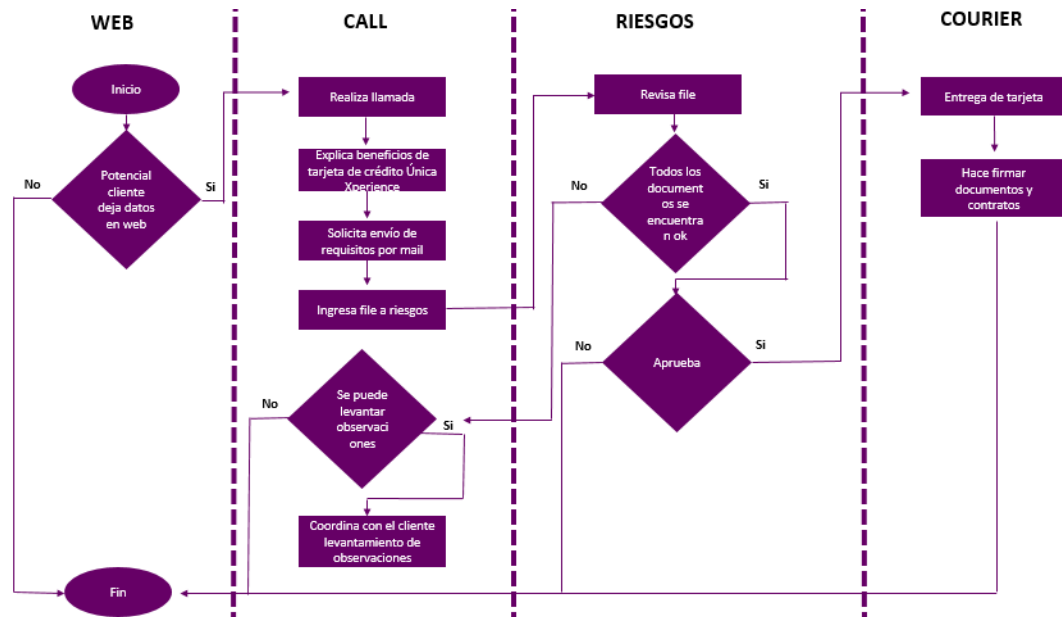 WEB
CALL
RIESGOS
COURIER
Inicio
Potencial
cliente
deja datos
en web
No
Si
Realiza llamada
Explica beneficios de
tarjeta de crédito Única
Xperience
Solicita envío de
requisitos por mail
Ingresa file a riesgos
Se puede
levantar
observaci
ones
No
Si
Coordina con el cliente
levantamiento de
observaciones
Revisa file
Todos los
document
os se
encuentra
n ok
No
Si
Aprueba
No
Si
Entrega de tarjeta
Hace firmar
documentos y
contratos
Fin